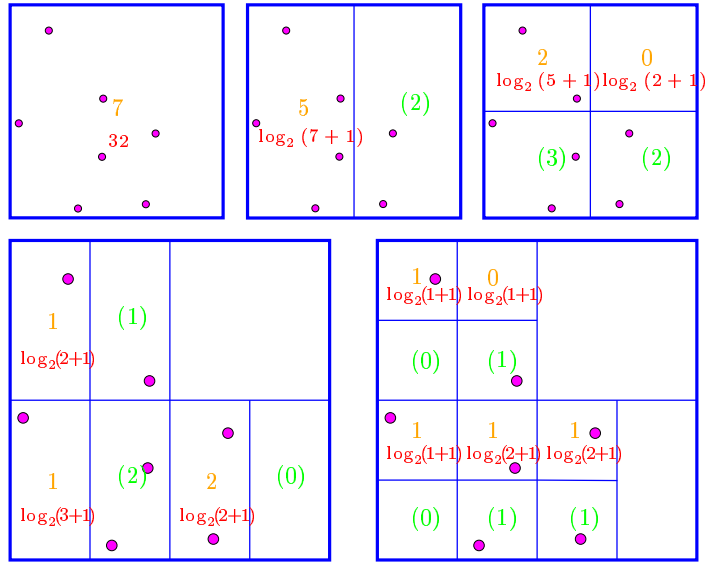 7
32
5
log₂ (7 + 1)
(2)
2
log₂ (5 + 1)
0
log₂ (2 + 1)
(3)
(2)
1
log₂(2+1)
(1)
1
log₂(3+1)
(2)
2
log₂(2+1)
(0)
1
log₂(1+1)
0
log₂(1+1)
(0)
(1)
1
log₂(1+1)
1
log₂(2+1)
1
log₂(2+1)
(0)
(1)
(1)